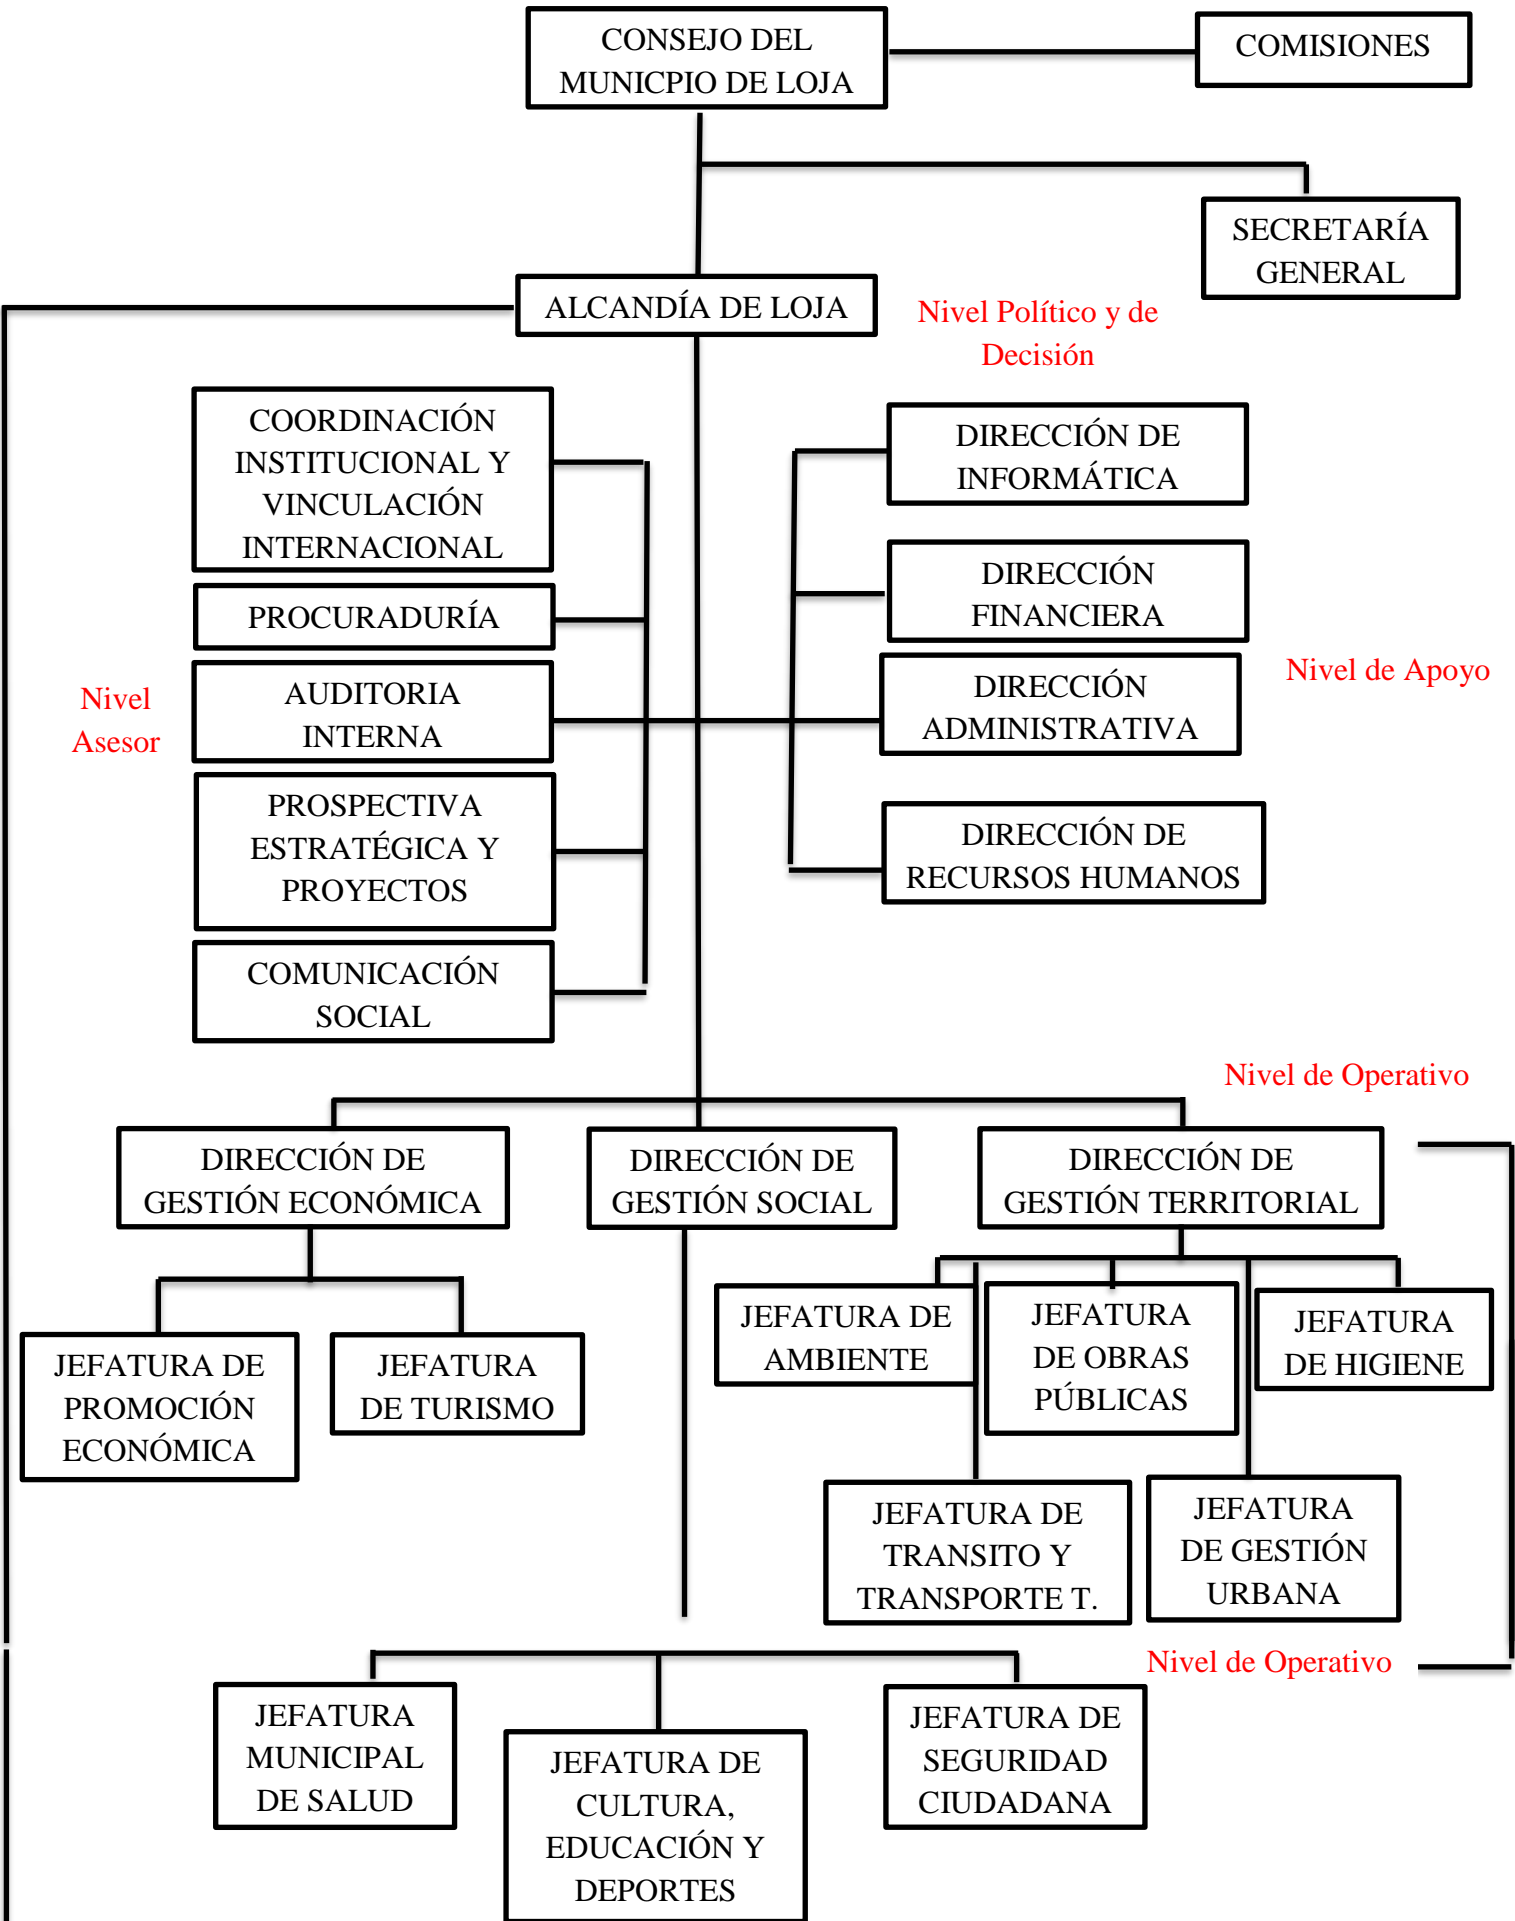 CONSEJO DEL
MUNICPIO DE LOJA
COMISIONES
SECRETARÍA
GENERAL
ALCANDÍA DE LOJA
Nivel Político y de
Decisión
COORDINACIÓN
INSTITUCIONAL Y
VINCULACIÓN
INTERNACIONAL
PROCURADURÍA
AUDITORIA
INTERNA
PROSPECTIVA
ESTRATÉGICA Y
PROYECTOS
COMUNICACIÓN
SOCIAL
Nivel
Asesor
DIRECCIÓN DE
INFORMÁTICA
DIRECCIÓN
FINANCIERA
DIRECCIÓN
ADMINISTRATIVA
DIRECCIÓN DE
RECURSOS HUMANOS
Nivel de Apoyo
Nivel de Operativo
DIRECCIÓN DE
GESTIÓN ECONÓMICA
DIRECCIÓN DE
GESTIÓN SOCIAL
DIRECCIÓN DE
GESTIÓN TERRITORIAL
JEFATURA DE
PROMOCIÓN
ECONÓMICA
JEFATURA
DE TURISMO
JEFATURA DE
AMBIENTE
JEFATURA
DE OBRAS
PÚBLICAS
JEFATURA
DE HIGIENE
JEFATURA DE
TRANSITO Y
TRANSPORTE T.
JEFATURA
DE GESTIÓN
URBANA
Nivel de Operativo
JEFATURA
MUNICIPAL
DE SALUD
JEFATURA DE
CULTURA,
EDUCACIÓN Y
DEPORTES
JEFATURA DE
SEGURIDAD
CIUDADANA